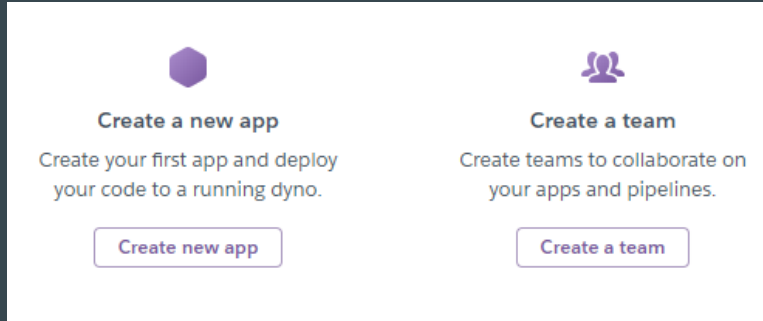 Create a new app
Create your first app and deploy
your code to a running dyno.
Create new app
Create a team
Create teams to collaborate on
your apps and pipelines.
Create a team